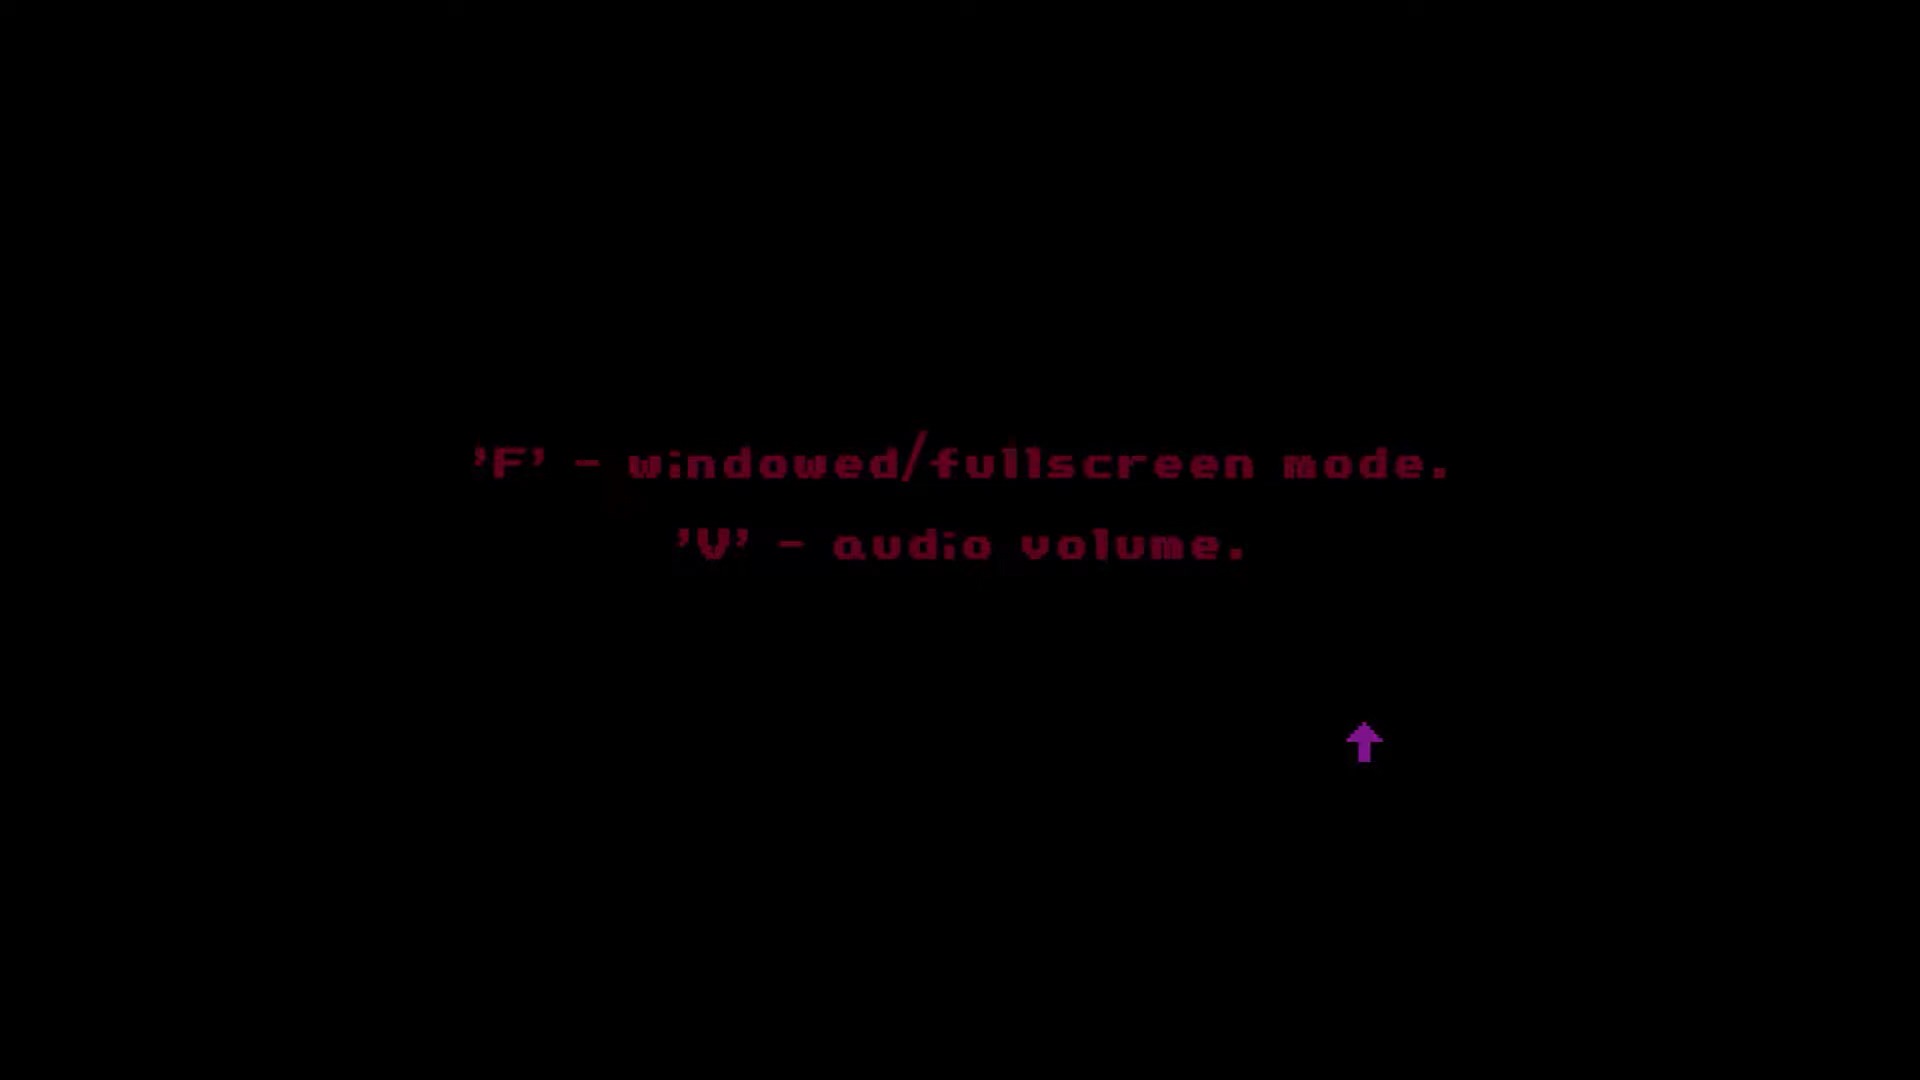 'F' - windowed/fullscreen mode.
'V' - audio volume.